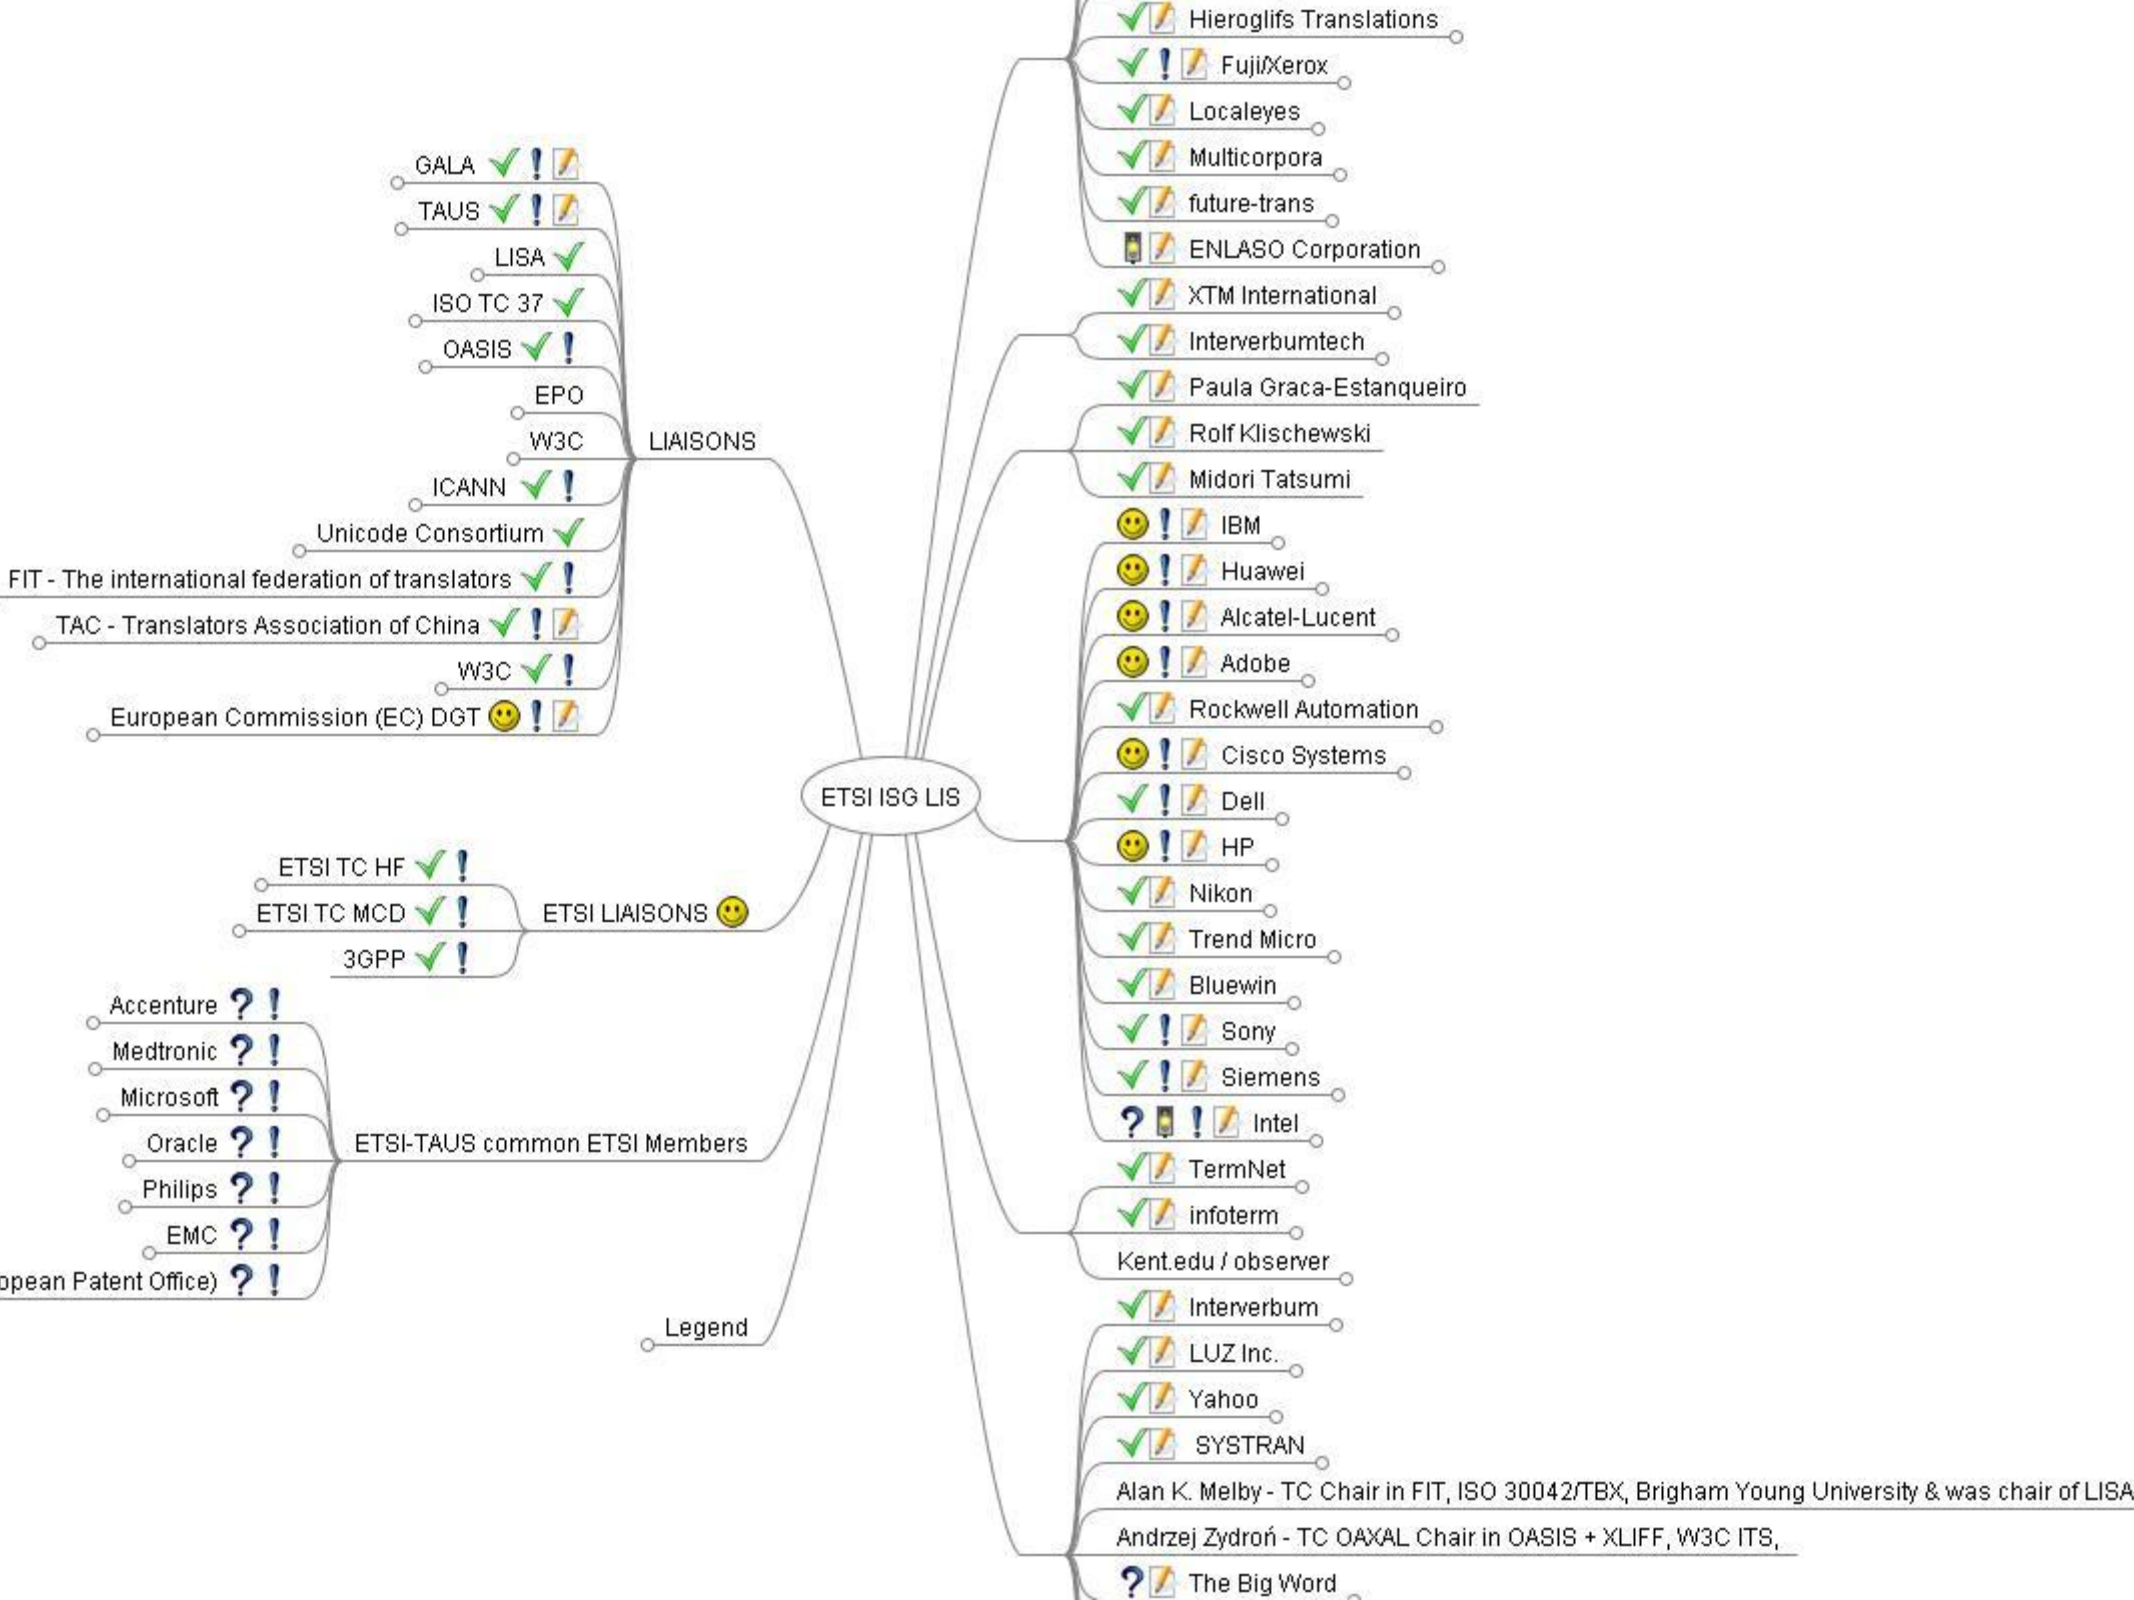 GALA
TAUS
LISA
ISO TC 37
OASIS
EPO
W3C
ICANN
Unicode Consortium
FIT - The international federation of translators
TAC - Translators Association of China
W3C
European Commission (EC) DGT
LIAISONS
ETSI TC HF
ETSI TC MCD
3GPP
ETSI LIAISONS
Accenture
Medtronic
Microsoft
Oracle
Philips
EMC
opean Patent Office)
ETSI-TAUS common ETSI Members
Legend
ETSI ISG LIS
Hieroglifs Translations
Fuji/Xerox
Localeyes
Multicorpora
future-trans
ENLASO Corporation
XTM International
Interverbumtech
Paula Graca-Estanqueiro
Rolf Klischewski
Midori Tatsumi
IBM
Huawei
Alcatel-Lucent
Adobe
Rockwell Automation
Cisco Systems
Dell
HP
Nikon
Trend Micro
Bluewin
Sony
Siemens
Intel
TermNet
infoterm
Kent.edu / observer
Interverbum
LUZ Inc.
Yahoo
SYSTRAN
Alan K. Melby - TC Chair in FIT, ISO 30042/TBX, Brigham Young University & was chair of LISA
Andrzej Zydroń - TC OAXAL Chair in OASIS + XLIFF, W3C ITS,
The Big Word